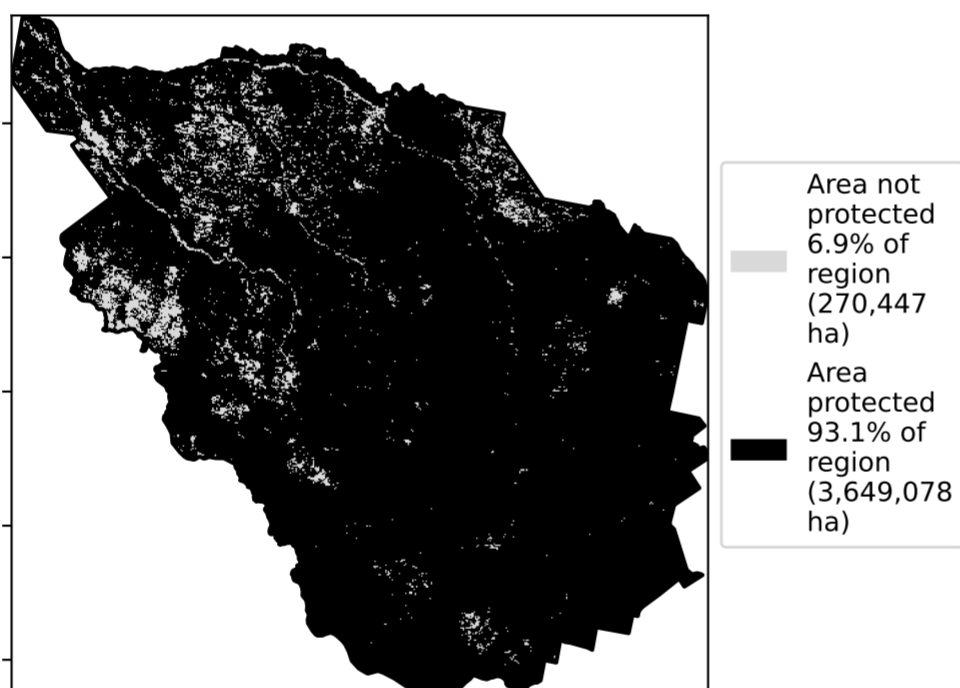 Area not
protected
6.9% of
region
(270,447
ha)
Area
protected
93.1% of
region
(3,649,078
ha)